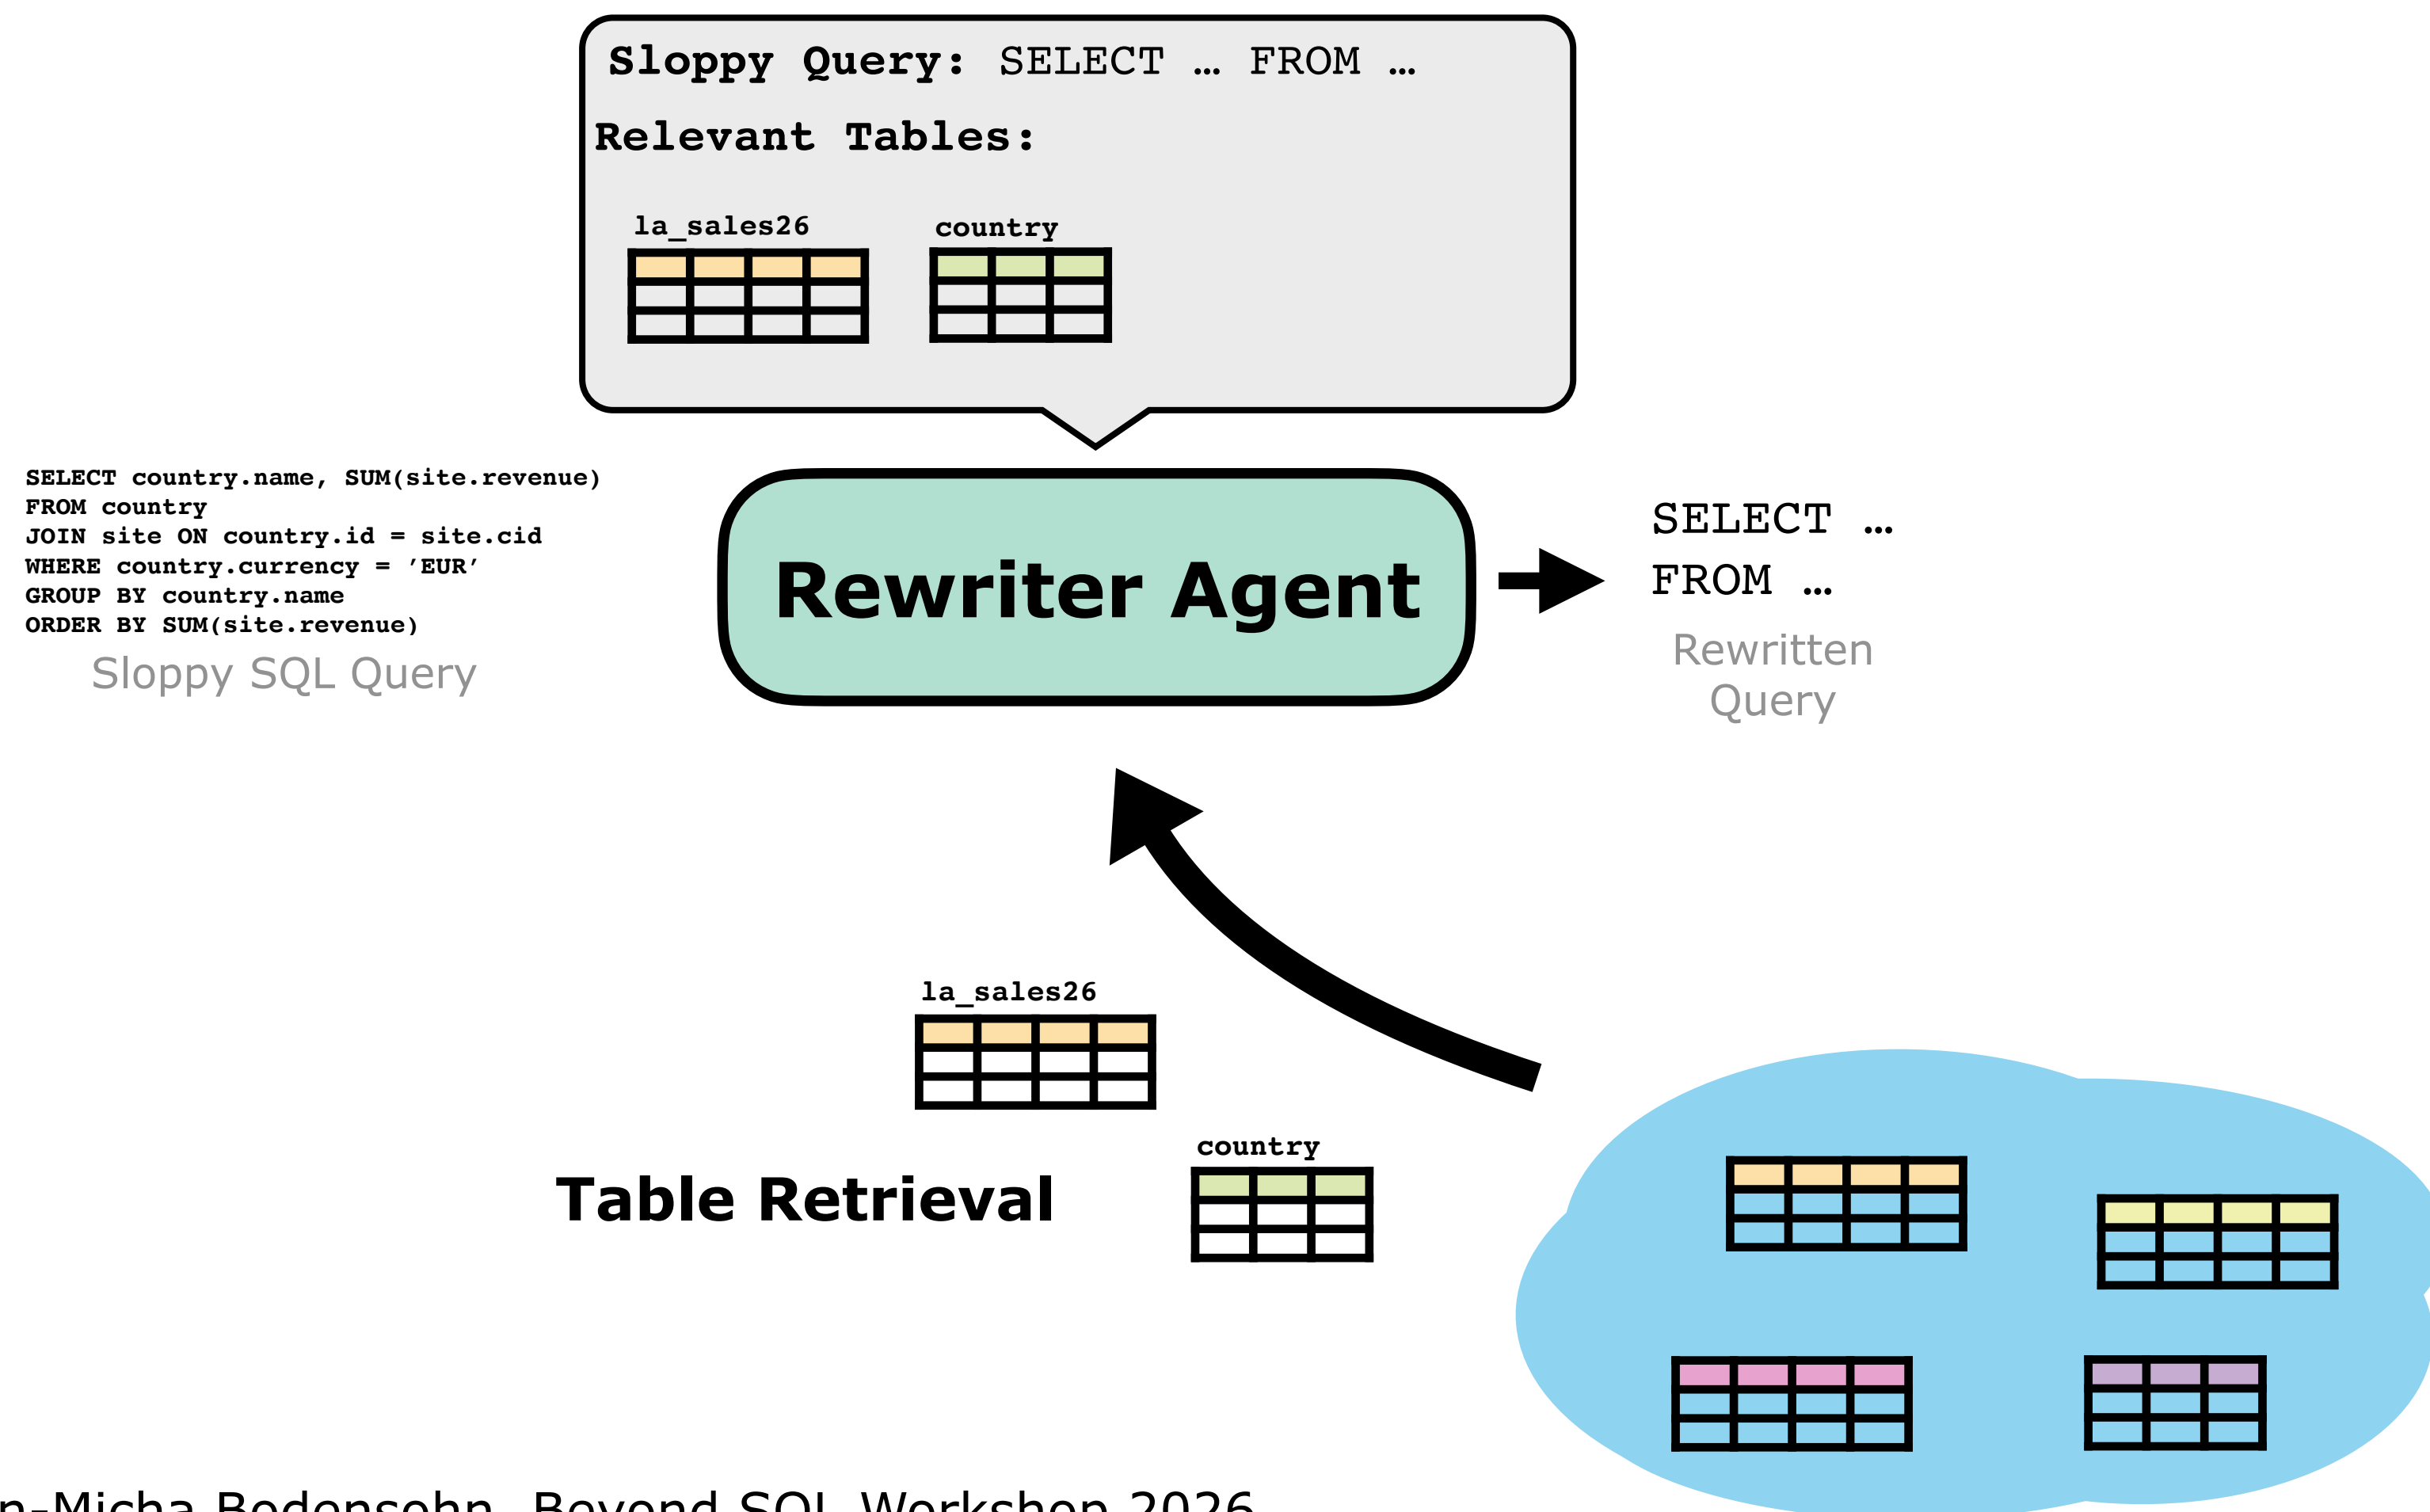 Sloppy Query: SELECT … FROM …
Relevant Tables:
la_sales26 country
SELECT country.name, SUM(site.revenue)
FROM country
JOIN site ON country.id = site.cid
WHERE country.currency = ’EUR’
GROUP BY country.name
ORDER BY SUM(site.revenue)
Sloppy SQL Query
Rewriter Agent
SELECT …
FROM …
Rewritten
Query
la_sales26
country
Table Retrieval
n-Micha Bodensohn, Beyond SQL Workshop 2026